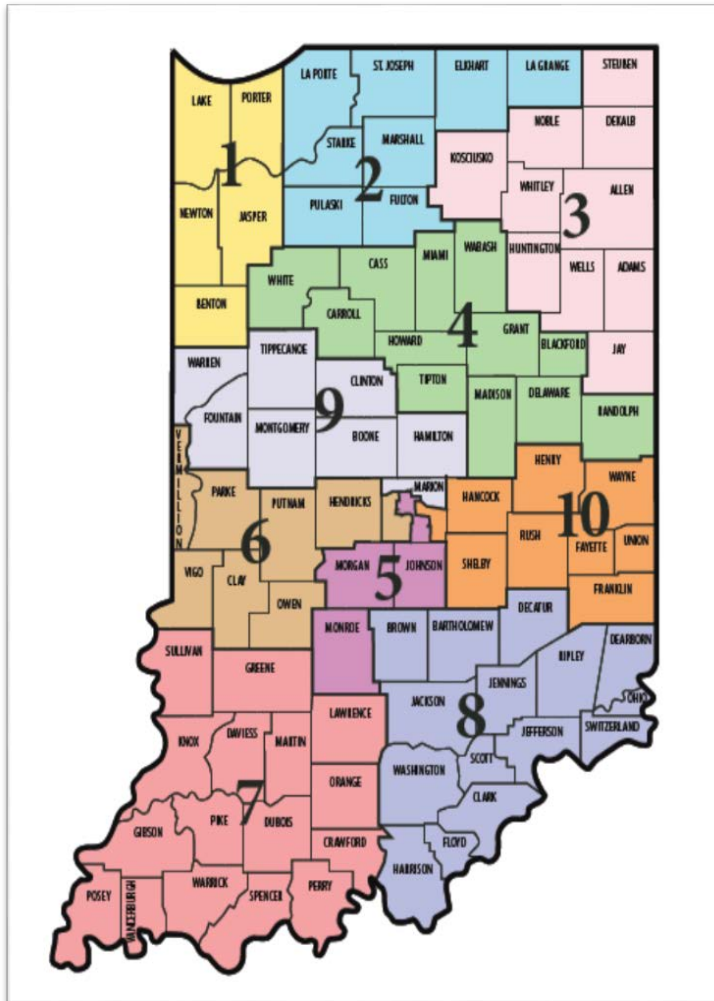 LAKE
PORTER
LA PORTE
ST. JOSEPH
ELKHART
LA GRANGE
STEUBEN
NOBLE
DEKALB
STARKE
MARSHALL
KOSCIUSKO
1
2
WHITLEY
ALLEN
3
NEWTON
JASPER
PULASKI
FULTON
HUNTINGTON
WELLS
ADAMS
WHITE
CASS
MIAMI
WABASH
BENTON
CARROLL
HOWARD
4
GRANT
BLACKFORD
JAY
WARREN
TIPPECANOE
CLINTON
TIPTON
MADISON
DELAWARE
RANDOLPH
FOUNTAIN
MONTGOMERY
9
BOONE
HAMILTON
VERMILLION
PARKE
PUTNAM
HENDRICKS
MARION
HANCOCK
HENRY
WAYNE
10
6
RUSH
FAYETTE
UNION
VIGO
CLAY
OWEN
MORGAN
5
JOHNSON
SHELBY
FRANKLIN
DECATUR
MONROE
BROWN
BARTHOLOMEW
DEARBORN
RIPLEY
SULLIVAN
GREENE
LAWRENCE
JACKSON
JENNINGS
8
OHIO
SWITZERLAND
JEFFERSON
KNOX
DAVIESS
MARTIN
ORANGE
WASHINGTON
SCOTT
CLARK
7
GIBSON
PIKE
DUBOIS
CRAWFORD
FLOYD
HARRISON
POSEY
VANDERBURGH
WARRICK
SPENCER
PERRY